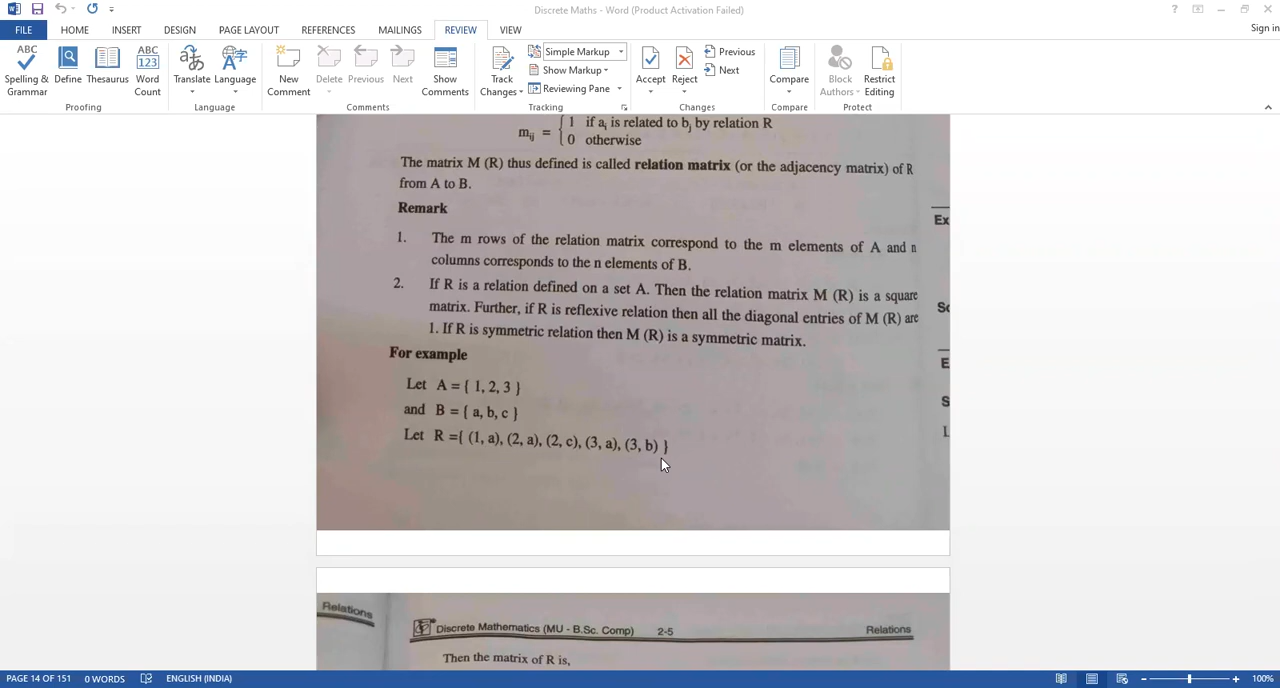 Discrete Maths - Word (Product Activation Failed)
FILE HOME INSERT DESIGN PAGE LAYOUT REFERENCES MAILINGS REVIEW VIEW Sign in
ABC Spelling & Grammar
Define
Thesaurus
ABC 123 Word Count
Translate
Language
New Comment
Delete
Previous
Next
Show Comments
Track Changes
Simple Markup
Show Markup
Reviewing Pane
Accept
Reject
Previous
Next
Compare
Block Authors
Restrict Editing
Proofing Language Comments Tracking Changes Compare Protect
m_ij = { 1 if a_i is related to b_j by relation R
0 otherwise
The matrix M (R) thus defined is called relation matrix (or the adjacency matrix) of R
from A to B.
Remark
1. The m rows of the relation matrix correspond to the m elements of A and n
columns corresponds to the n elements of B.
2. If R is a relation defined on a set A. Then the relation matrix M (R) is a square
matrix. Further, if R is reflexive relation then all the diagonal entries of M (R) are
1. If R is symmetric relation then M (R) is a symmetric matrix.
For example
Let A = { 1, 2, 3 }
and B = { a, b, c }
Let R ={ (1, a), (2, a), (2, c), (3, a), (3, b) }
Ex
E
Relations
Discrete Mathematics (MU - B.Sc. Comp) 2-5 Relations
Then the matrix of R is,
PAGE 14 OF 151 0 WORDS ENGLISH (INDIA) 100%